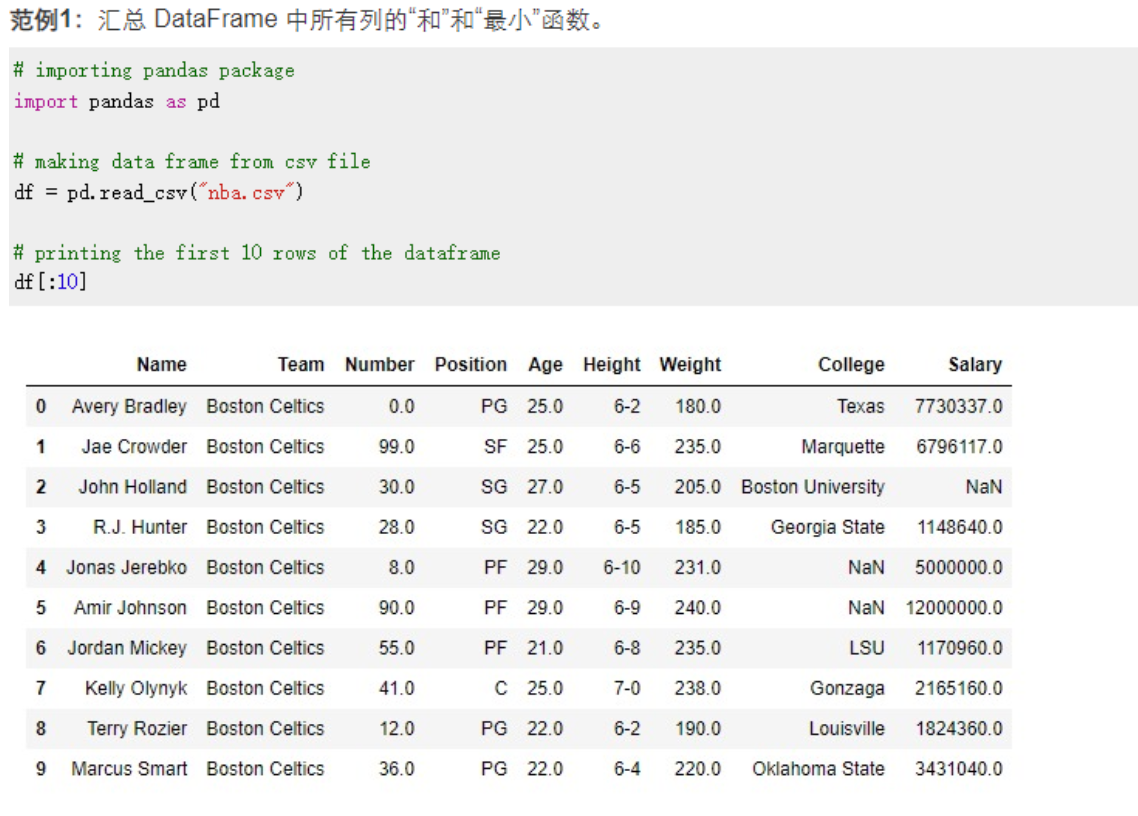 范例1：汇总 DataFrame 中所有列的“和”和“最小”函数。
# importing pandas package
import pandas as pd
# making data frame from csv file
df = pd.read_csv("nba.csv")
# printing the first 10 rows of the dataframe
df[:10]
Name Team Number Position Age Height Weight College Salary
0 Avery Bradley Boston Celtics 0.0 PG 25.0 6-2 180.0 Texas 7730337.0
1 Jae Crowder Boston Celtics 99.0 SF 25.0 6-6 235.0 Marquette 6796117.0
2 John Holland Boston Celtics 30.0 SG 27.0 6-5 205.0 Boston University NaN
3 R.J. Hunter Boston Celtics 28.0 SG 22.0 6-5 185.0 Georgia State 1148640.0
4 Jonas Jerebko Boston Celtics 8.0 PF 29.0 6-10 231.0 NaN 5000000.0
5 Amir Johnson Boston Celtics 90.0 PF 29.0 6-9 240.0 NaN 12000000.0
6 Jordan Mickey Boston Celtics 55.0 PF 21.0 6-8 235.0 LSU 1170960.0
7 Kelly Olynyk Boston Celtics 41.0 C 25.0 7-0 238.0 Gonzaga 2165160.0
8 Terry Rozier Boston Celtics 12.0 PG 22.0 6-2 190.0 Louisville 1824360.0
9 Marcus Smart Boston Celtics 36.0 PG 22.0 6-4 220.0 Oklahoma State 3431040.0